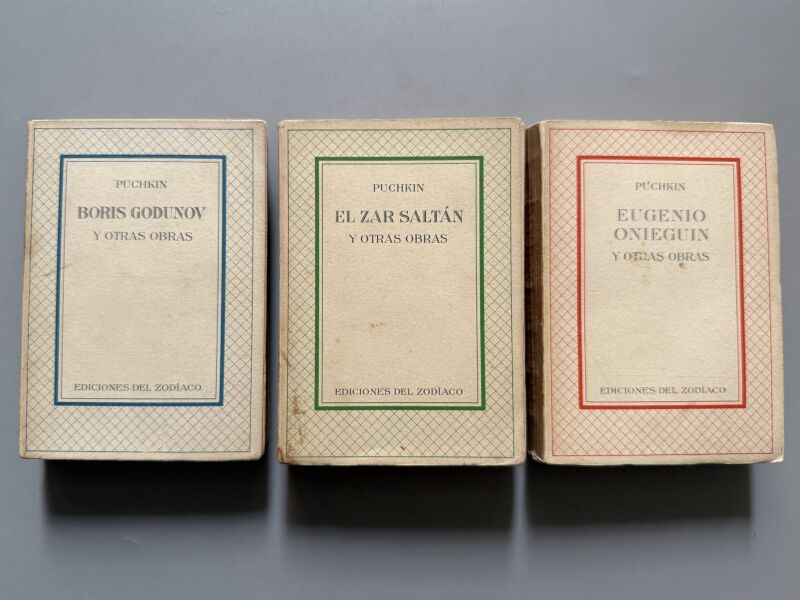 PUCHKIN
BORIS GODUNOV
Y OTRAS OBRAS
EDICIONES DEL ZODÍACO
PUCHKIN
EL ZAR SALTÁN
Y OTRAS OBRAS
EDICIONES DEL ZODÍACO
PUCHKIN
EUGENIO
ONIEGUIN
Y OTRAS OBRAS
EDICIONES DEL ZODÍACO